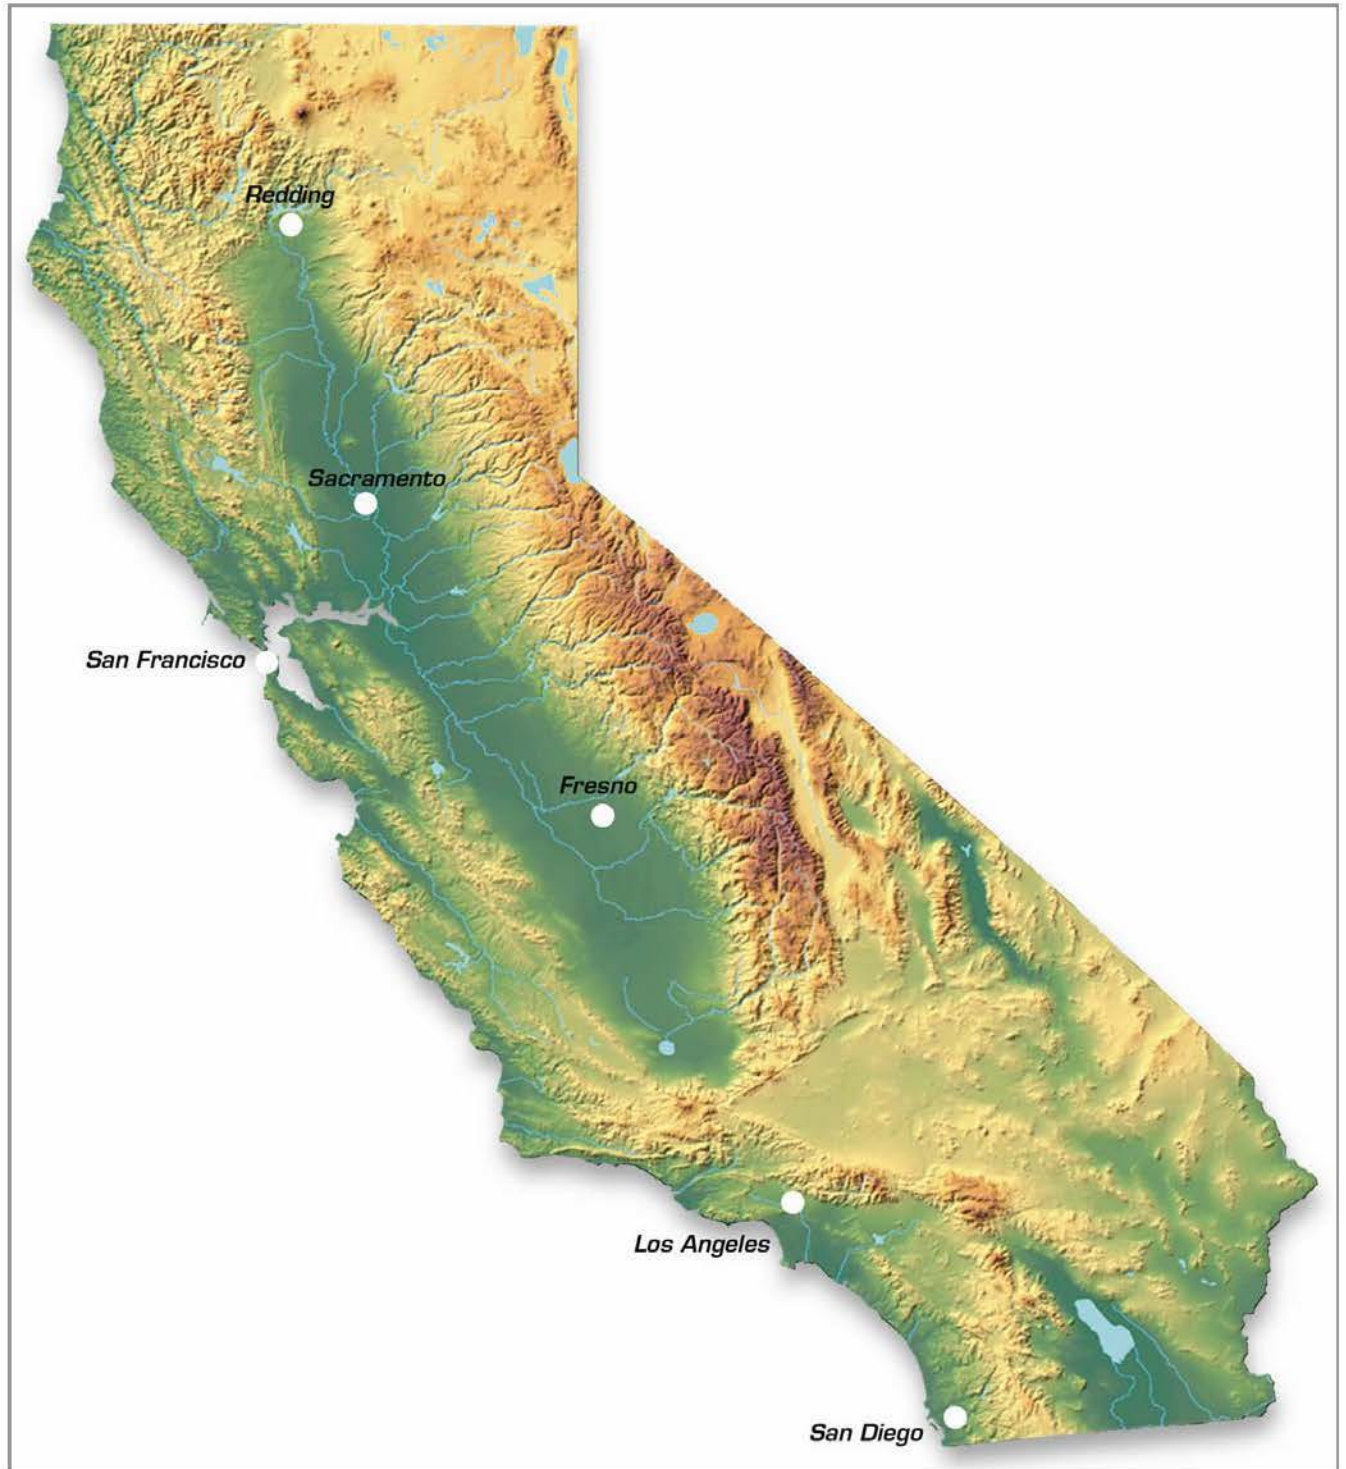 Redding
Sacramento
San Francisco
Fresno
Los Angeles
San Diego